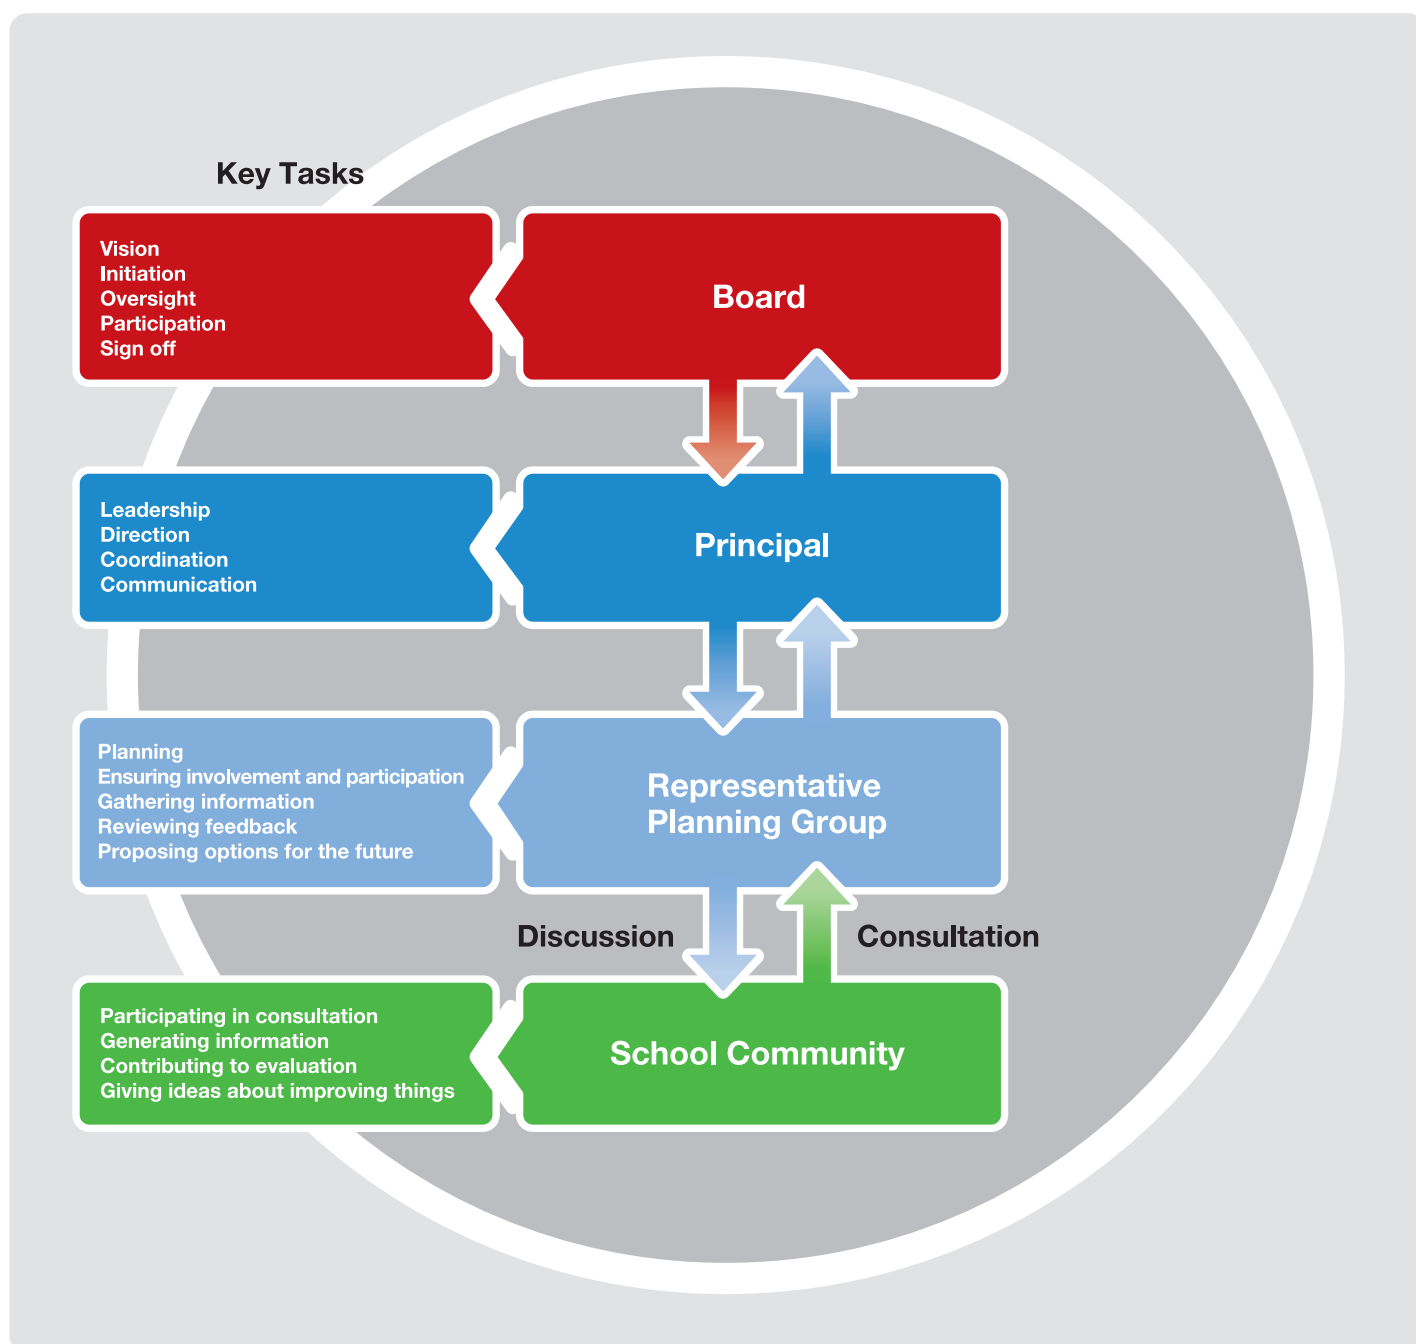 Key Tasks
Vision
Initiation
Oversight
Participation
Sign off
Board
Leadership
Direction
Coordination
Communication
Principal
Planning
Ensuring involvement and participation
Gathering information
Reviewing feedback
Proposing options for the future
Representative
Planning Group
Discussion
Consultation
Participating in consultation
Generating information
Contributing to evaluation
Giving ideas about improving things
School Community